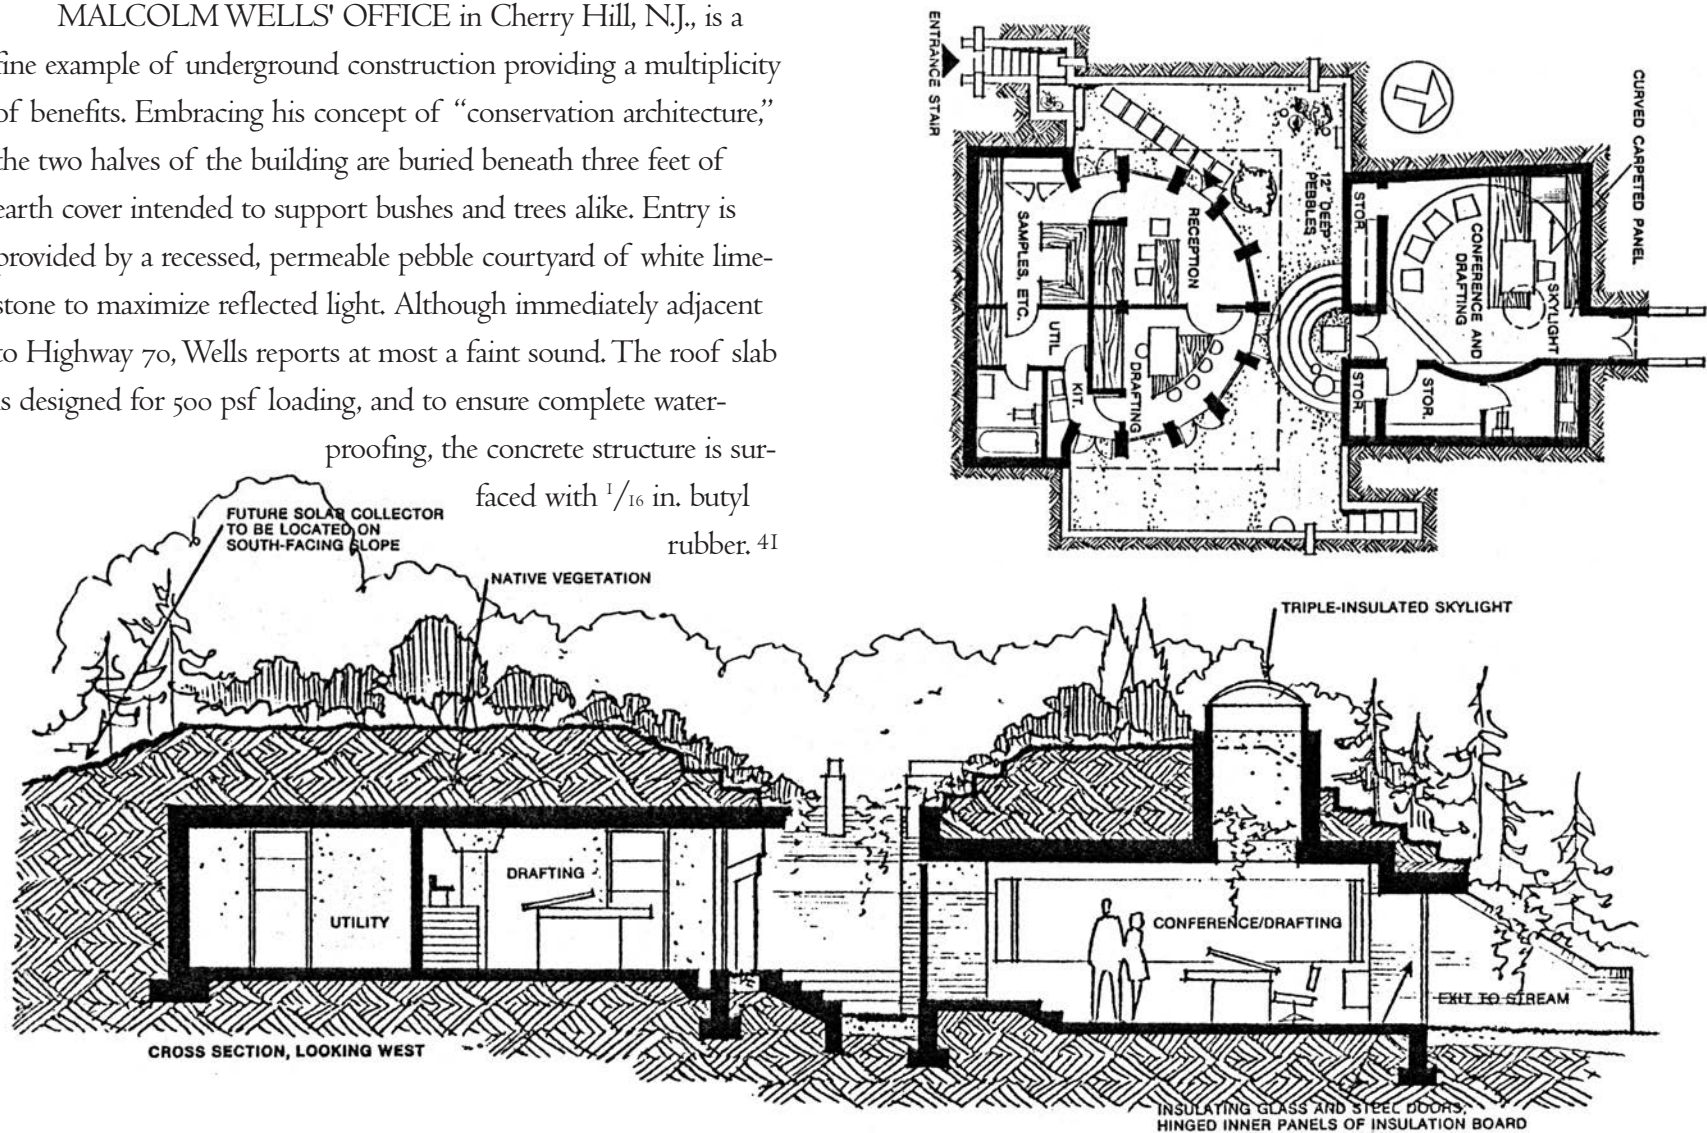 MALCOLM WELLS' OFFICE in Cherry Hill, N.J., is a
fine example of underground construction providing a multiplicity
of benefits. Embracing his concept of “conservation architecture,”
the two halves of the building are buried beneath three feet of
earth cover intended to support bushes and trees alike. Entry is
provided by a recessed, permeable pebble courtyard of white lime-
stone to maximize reflected light. Although immediately adjacent
to Highway 70, Wells reports at most a faint sound. The roof slab
is designed for 500 psf loading, and to ensure complete water-
proofing, the concrete structure is sur-
faced with 1/16 in. butyl
rubber. 41
ENTRANCE STAIR
CURVED CARPETED PANEL
12" DEEP
PEBBLES
STOR.
CONFERENCE AND
DRAFTING
SKYLIGHT
RECEPTION
SAMPLES, ETC.
UTIL
KIT.
DRAFTING
STOR.
STOR.
FUTURE SOLAR COLLECTOR
TO BE LOCATED ON
SOUTH-FACING SLOPE
NATIVE VEGETATION
TRIPLE-INSULATED SKYLIGHT
DRAFTING
UTILITY
CONFERENCE/DRAFTING
EXIT TO STREAM
CROSS SECTION, LOOKING WEST
INSULATING GLASS AND STEEL DOORS,
HINGED INNER PANELS OF INSULATION BOARD